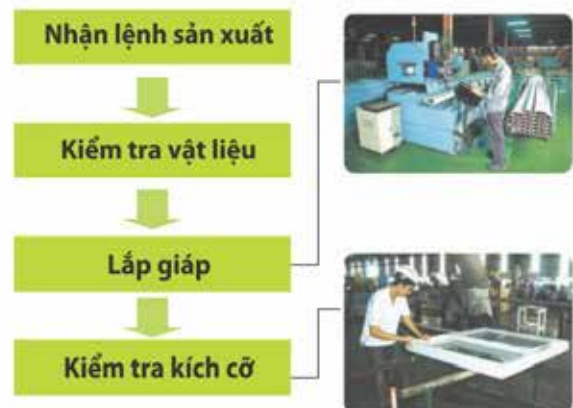 Nhận lệnh sản xuất
Kiểm tra vật liệu
Lắp giáp
Kiểm tra kích cỡ